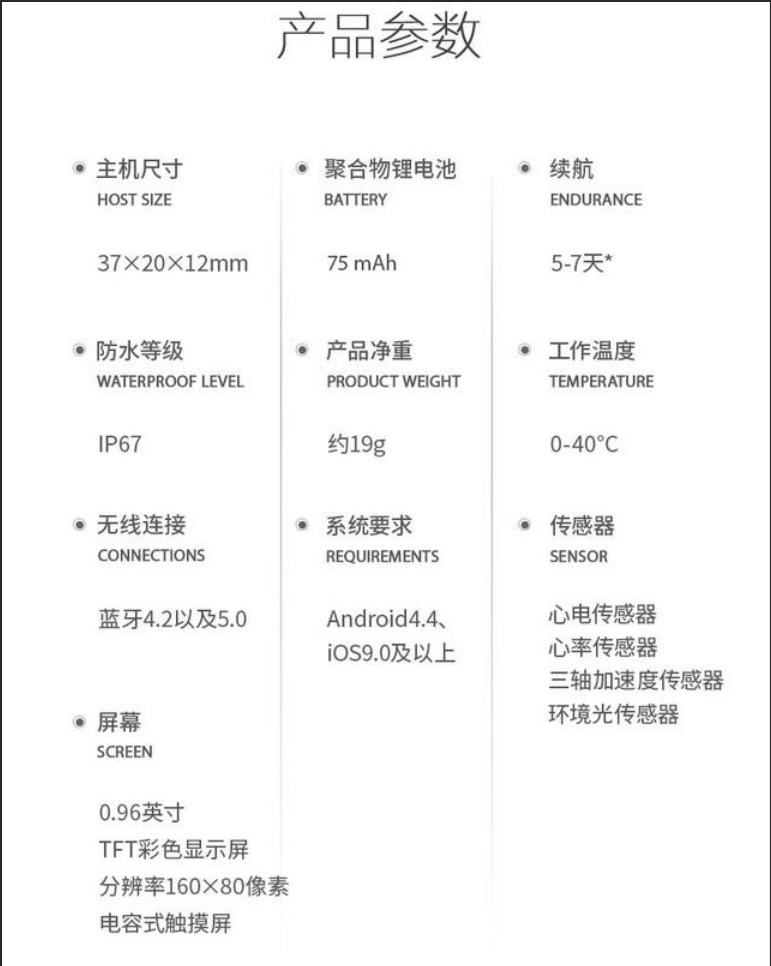 产品参数
主机尺寸
HOST SIZE
37×20×12mm
聚合物锂电池
BATTERY
75 mAh
续航
ENDURANCE
5-7天*
防水等级
WATERPROOF LEVEL
IP67
产品净重
PRODUCT WEIGHT
约19g
工作温度
TEMPERATURE
0-40°C
无线连接
CONNECTIONS
蓝牙4.2以及5.0
系统要求
REQUIREMENTS
Android4.4、
iOS9.0及以上
传感器
SENSOR
心电传感器
心率传感器
三轴加速度传感器
环境光传感器
屏幕
SCREEN
0.96英寸
TFT彩色显示屏
分辨率160×80像素
电容式触摸屏